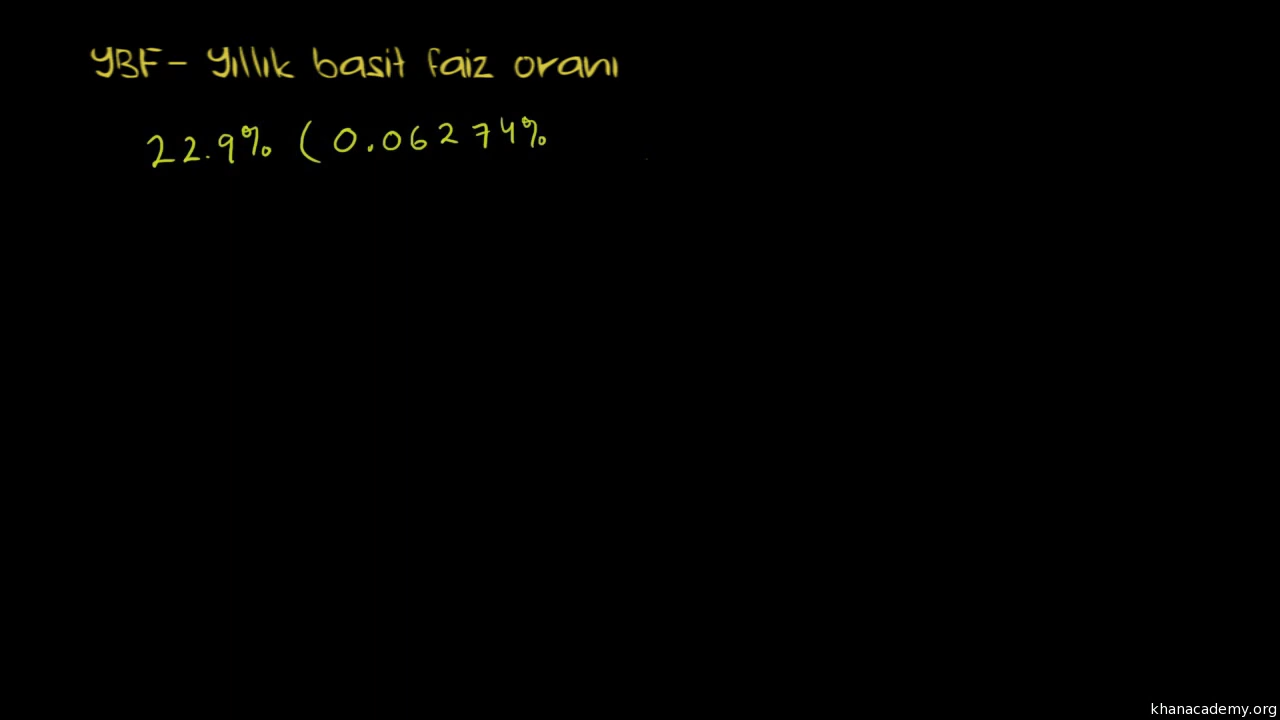 YBF - Yıllık basit faiz oranı
22.9% (0.06274%
khanacademy.org